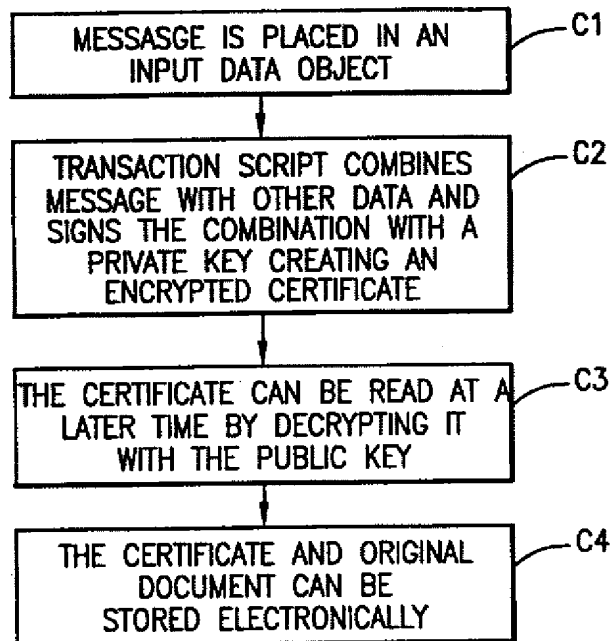 MESSASGE IS PLACED IN AN
INPUT DATA OBJECT
C1
TRANSACTION SCRIPT COMBINES
MESSAGE WITH OTHER DATA AND
SIGNS THE COMBINATION WITH A
PRIVATE KEY CREATING AN
ENCRYPTED CERTIFICATE
C2
THE CERTIFICATE CAN BE READ AT A
LATER TIME BY DECRYPTING IT
WITH THE PUBLIC KEY
C3
THE CERTIFICATE AND ORIGINAL
DOCUMENT CAN BE
STORED ELECTRONICALLY
C4